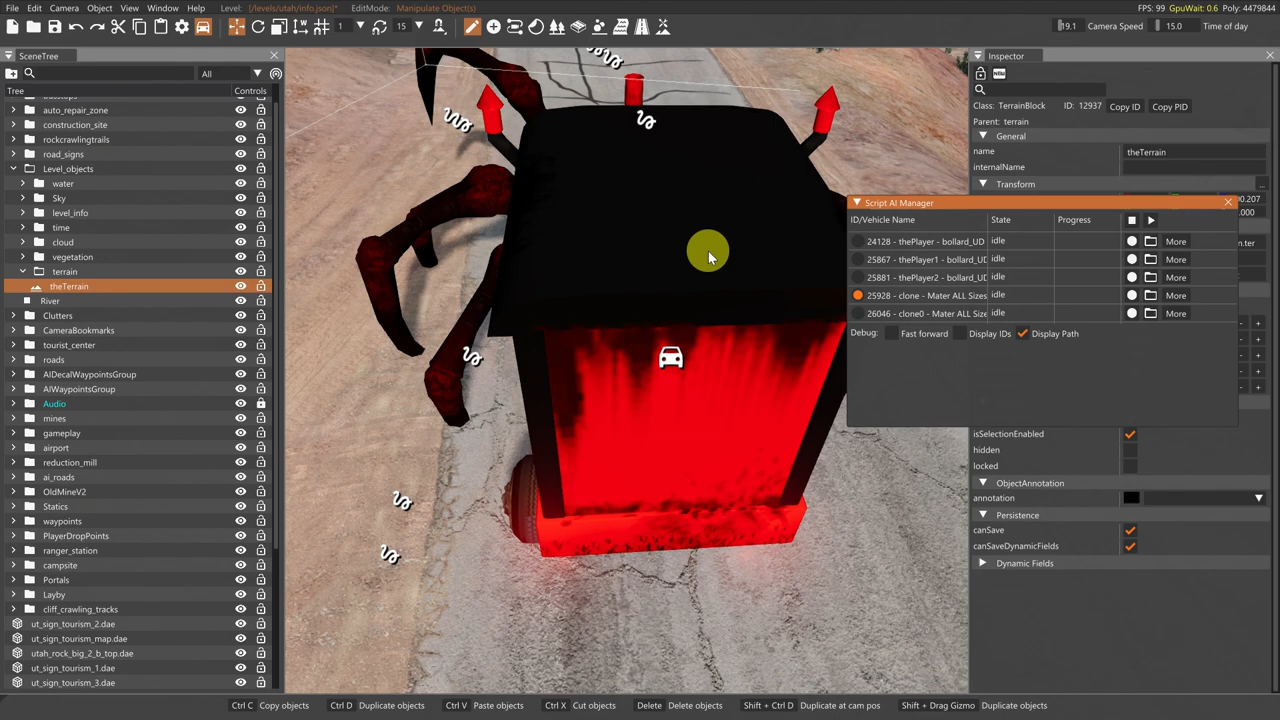 File Edit View Camera Object Window Help Level: [/levels/utah/info.json]* EditMode: Manipulate Object(s) FPS: 99 GpuWait: 0.6 Poly: 4479844
1 15 19.1 Camera Speed 15.0 Time of day
SceneTree
All
Tree Controls
auto_repair_zone
construction_site
rockcrawlingtrails
road_signs
Level_objects
water
Sky
level_info
time
cloud
vegetation
terrain
theTerrain
River
Clutters
CameraBookmarks
tourist_center
roads
AIDecalWaypointsGroup
AIWaypointsGroup
Audio
mines
gameplay
airport
reduction_mill
ai_roads
OldMineV2
Statics
waypoints
PlayerDropPoints
ranger_station
campsite
Portals
Layby
cliff_crawling_tracks
ut_sign_tourism_2.dae
ut_sign_tourism_map.dae
utah_rock_big_2_b_top.dae
ut_sign_tourism_1.dae
ut_sign_tourism_3.dae
Inspector
NEW
Class: TerrainBlock ID: 12937 Copy ID Copy PID
Parent: terrain
General
name theTerrain
internalName
Transform
...
00.207
.000
Script AI Manager
ID/Vehicle Name State Progress
24128 - thePlayer - bollard_UD idle More
25867 - thePlayer1 - bollard_UD idle More
25881 - thePlayer2 - bollard_UD idle More
25928 - clone - Mater ALL Sizes idle More
26046 - clone0 - Mater ALL Sizes idle More
Debug: Fast forward Display IDs Display Path
isSelectionEnabled
hidden
locked
ObjectAnnotation
annotation
Persistence
canSave
canSaveDynamicFields
Dynamic Fields
Ctrl C Copy objects Ctrl D Duplicate objects Ctrl V Paste objects Ctrl X Cut objects Delete Delete objects Shift + Ctrl D Duplicate at cam pos Shift + Drag Gizmo Duplicate objects